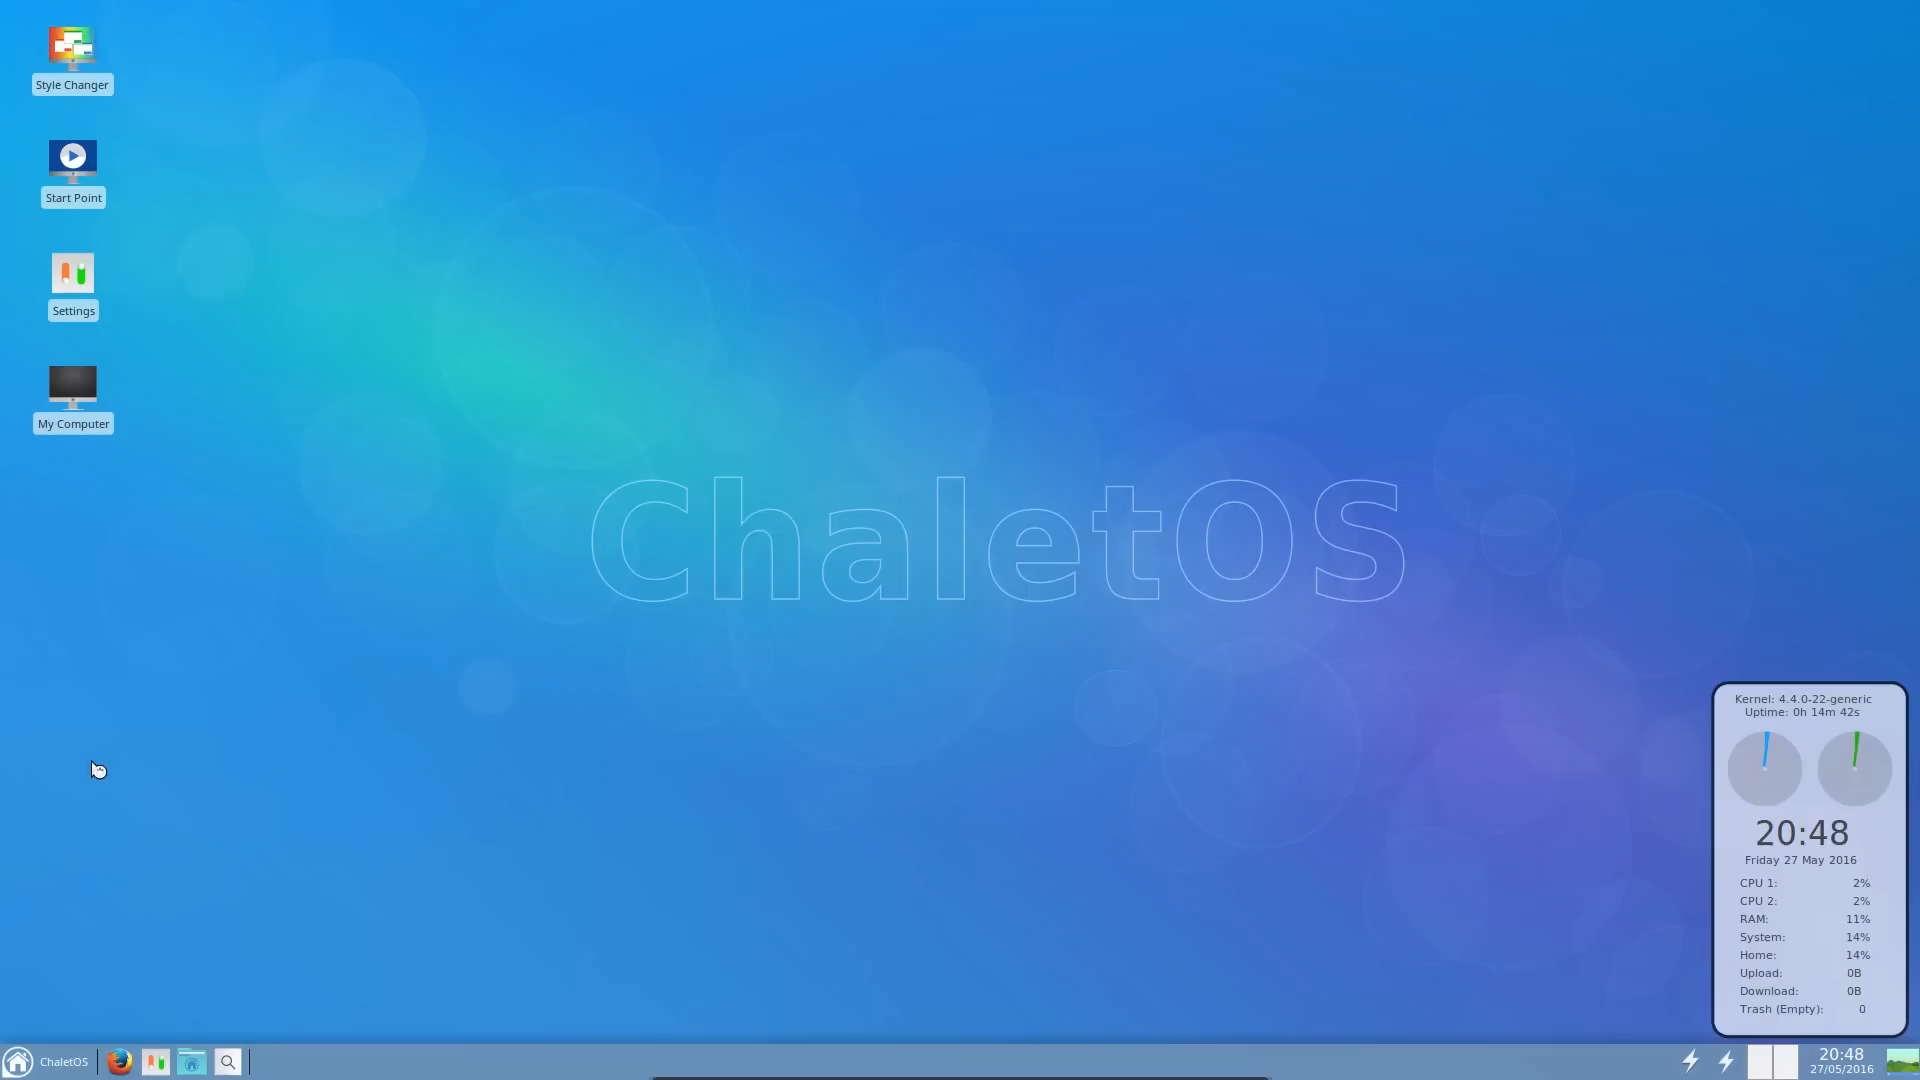 Style Changer
Start Point
Settings
My Computer
ChaletOS
Kernel: 4.4.0-22-generic
Uptime: 0h 14m 42s
20:48
Friday 27 May 2016
CPU 1: 2%
CPU 2: 2%
RAM: 11%
System: 14%
Home: 14%
Upload: 0B
Download: 0B
Trash (Empty): 0
ChaletOS
20:48
27/05/2016